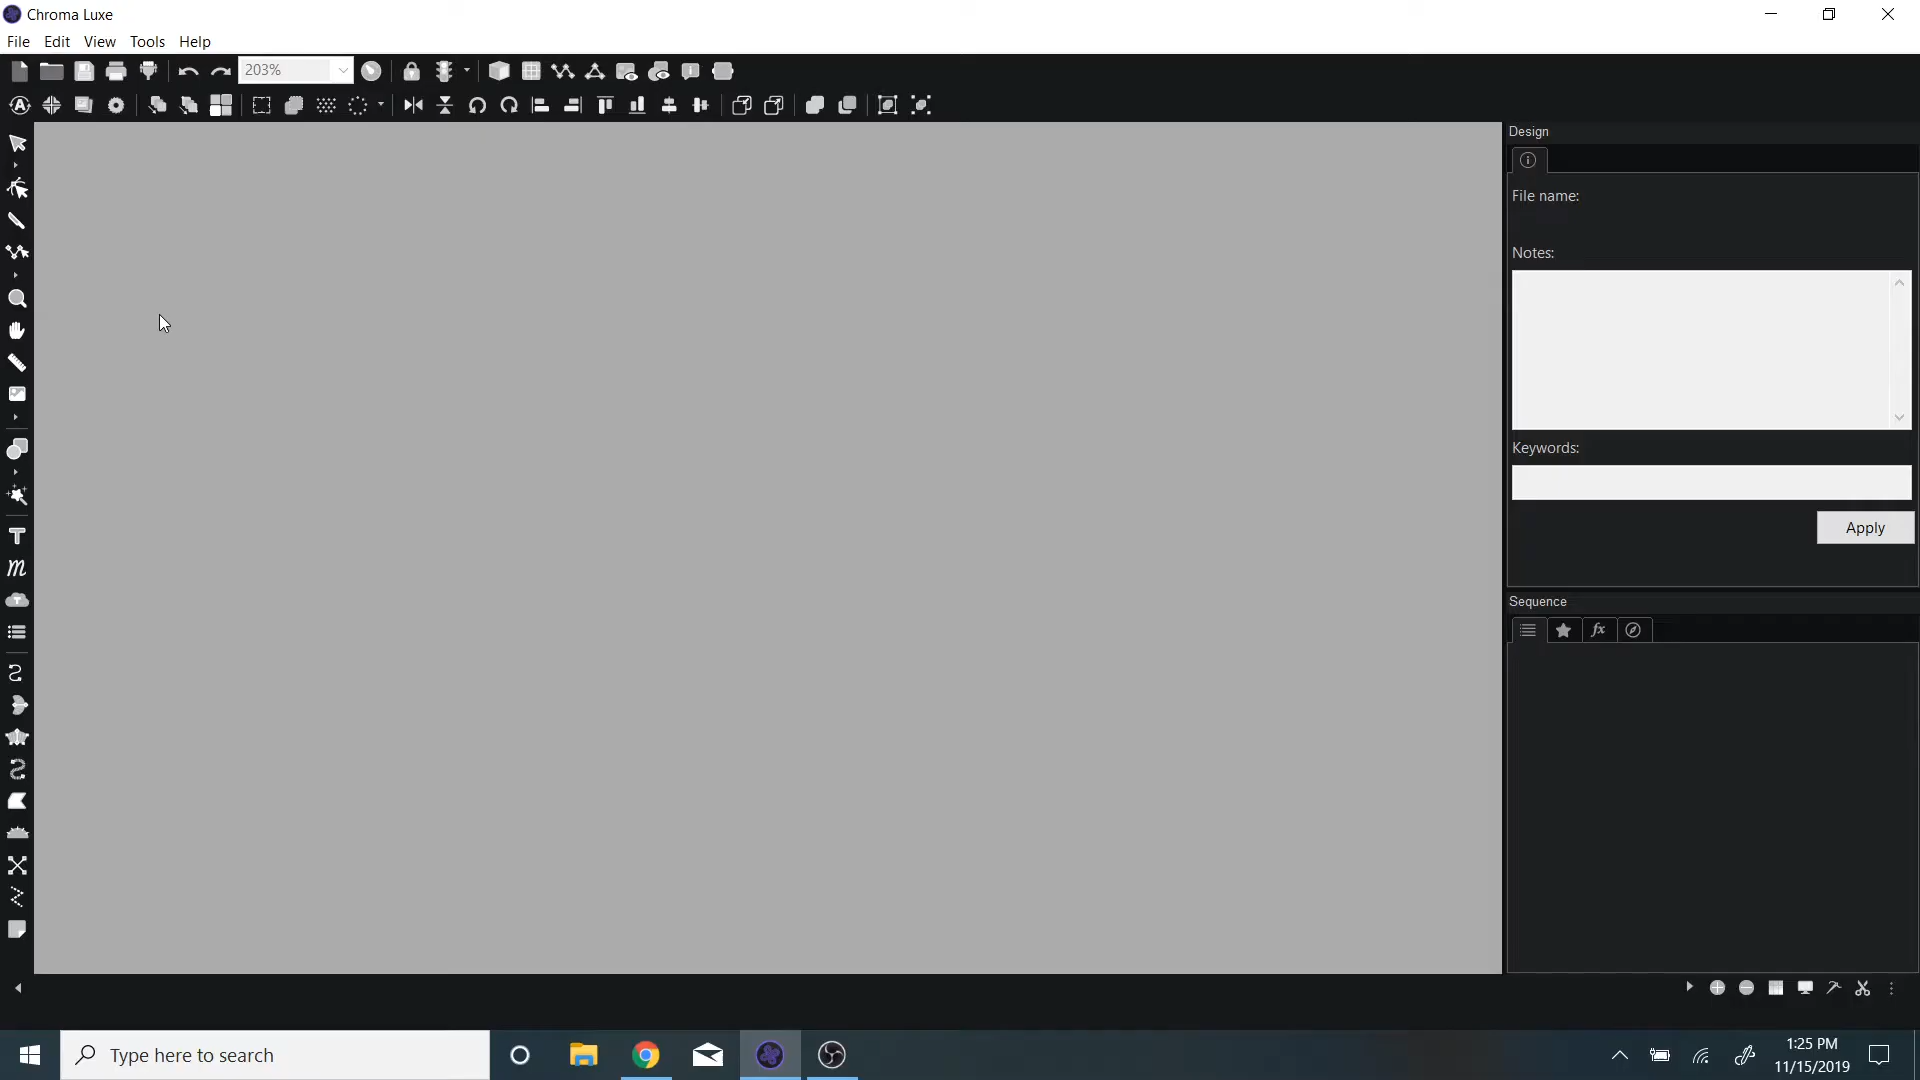 Chroma Luxe
File Edit View Tools Help
203%
Design
File name:
Notes:
Keywords:
Apply
Sequence
fx
Type here to search
1:25 PM
11/15/2019